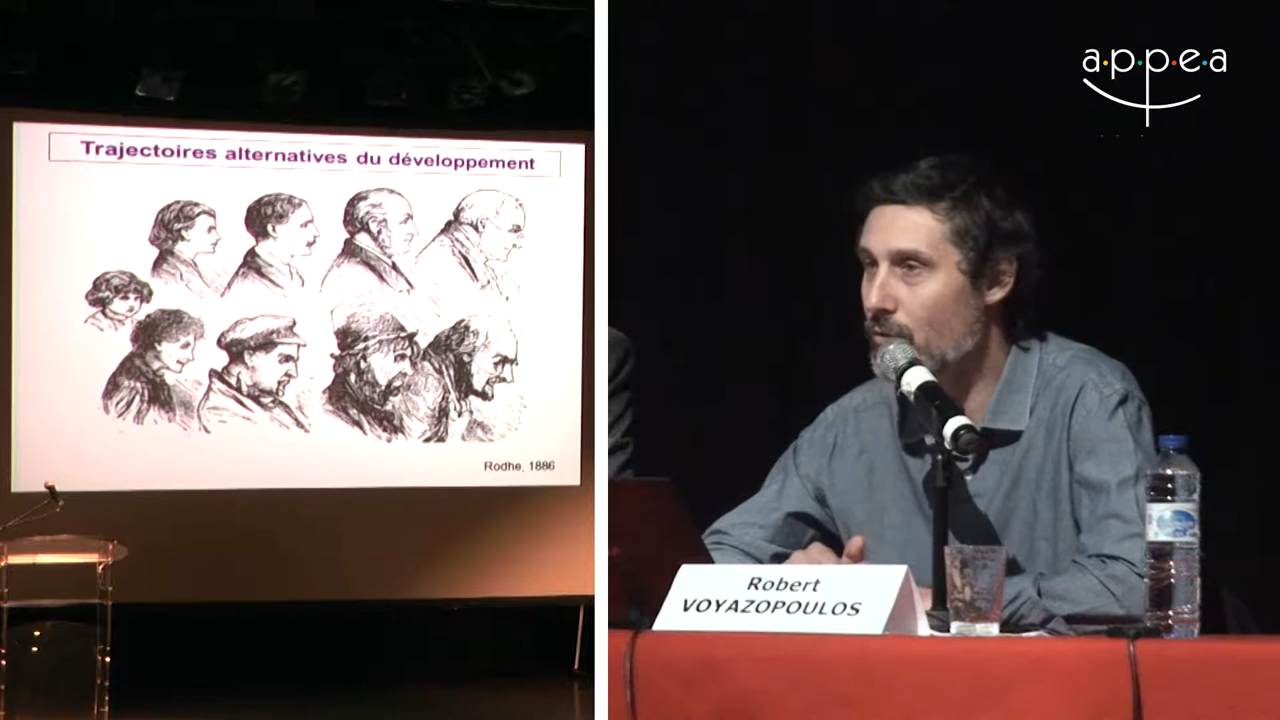 Trajectoires alternatives du développement
Rodhe, 1886
a.p.p.e.a
Robert
VOYAZOPOULOS